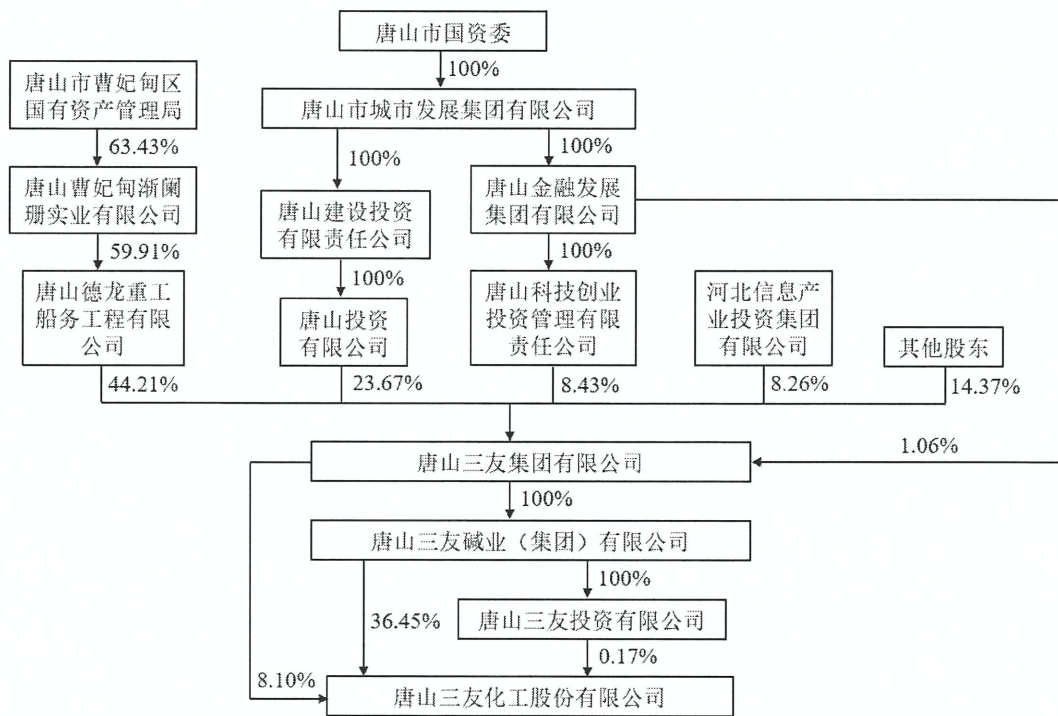 唐山市国资委
100%
唐山市曹妃甸区
国有资产管理局
唐山市城市发展集团有限公司
63.43%
100%
100%
唐山曹妃甸渐阑
珊实业有限公司
唐山建设投资
有限责任公司
唐山金融发展
集团有限公司
59.91%
100%
100%
唐山德龙重工
船务工程有限
公司
唐山投资
有限公司
唐山科技创业
投资管理有限
责任公司
河北信息产
业投资集团
有限公司
其他股东
44.21%
23.67%
8.43%
8.26%
14.37%
唐山三友集团有限公司
1.06%
100%
唐山三友碱业（集团）有限公司
100%
36.45%
唐山三友投资有限公司
0.17%
8.10%
唐山三友化工股份有限公司